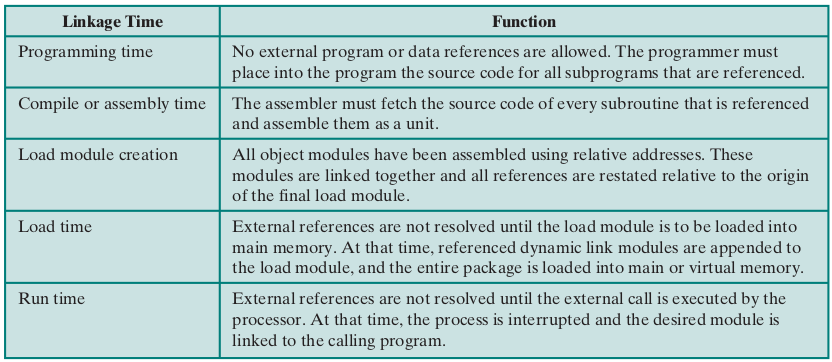 Linkage Time Function
Programming time No external program or data references are allowed. The programmer must
place into the program the source code for all subprograms that are referenced.
Compile or assembly time The assembler must fetch the source code of every subroutine that is referenced
and assemble them as a unit.
Load module creation All object modules have been assembled using relative addresses. These
modules are linked together and all references are restated relative to the origin
of the final load module.
Load time External references are not resolved until the load module is to be loaded into
main memory. At that time, referenced dynamic link modules are appended to
the load module, and the entire package is loaded into main or virtual memory.
Run time External references are not resolved until the external call is executed by the
processor. At that time, the process is interrupted and the desired module is
linked to the calling program.